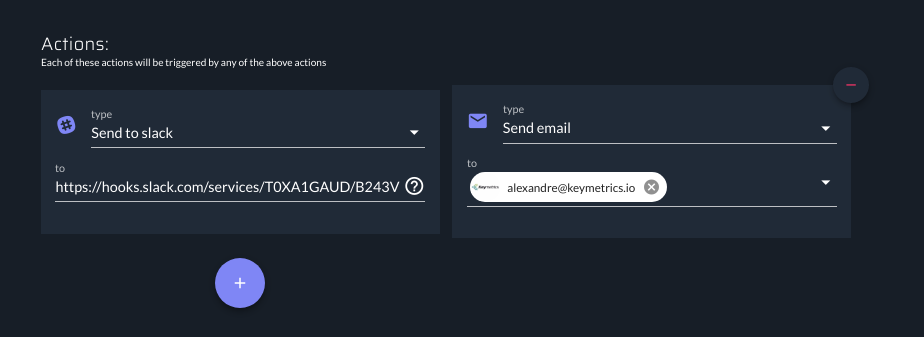 Actions:
Each of these actions will be triggered by any of the above actions
type
Send to slack
to
https://hooks.slack.com/services/T0XA1GAUD/B243V
type
Send email
to
Keymetrics
alexandre@keymetrics.io